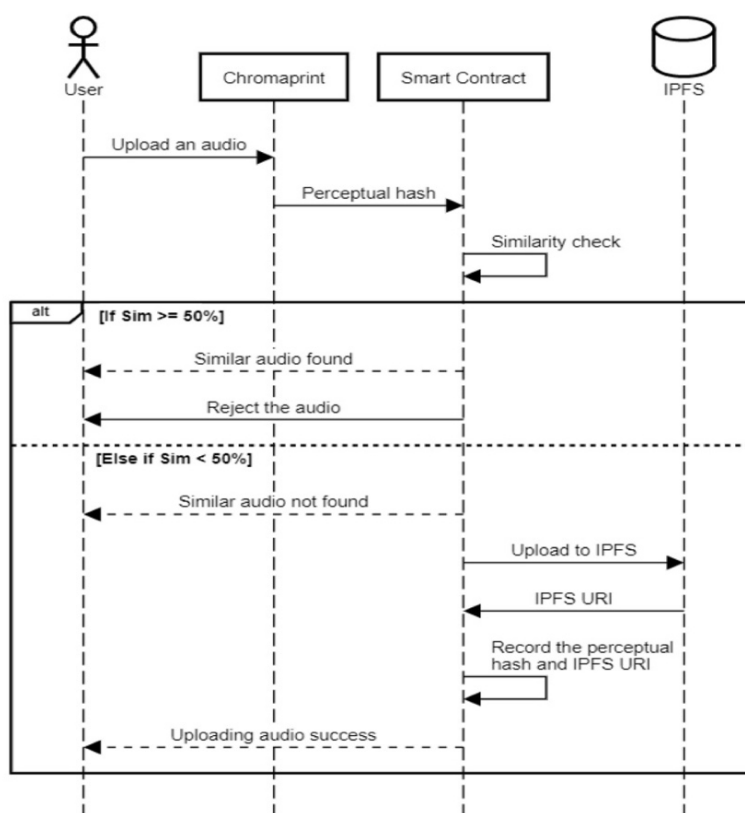 User
Chromaprint
Smart Contract
IPFS
Upload an audio
Perceptual hash
Similarity check
alt
[If Sim >= 50%]
Similar audio found
Reject the audio
[Else if Sim < 50%]
Similar audio not found
Upload to IPFS
IPFS URI
Record the perceptual
hash and IPFS URI
Uploading audio success